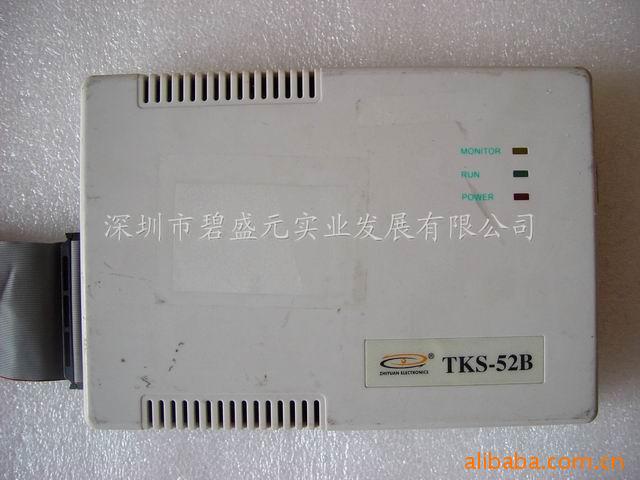 MONITOR
RUN
POWER
深圳市碧盛元实业发展有限公司
ZHIYUAN ELECTRONICS
® TKS-52B
alibaba.com.cn